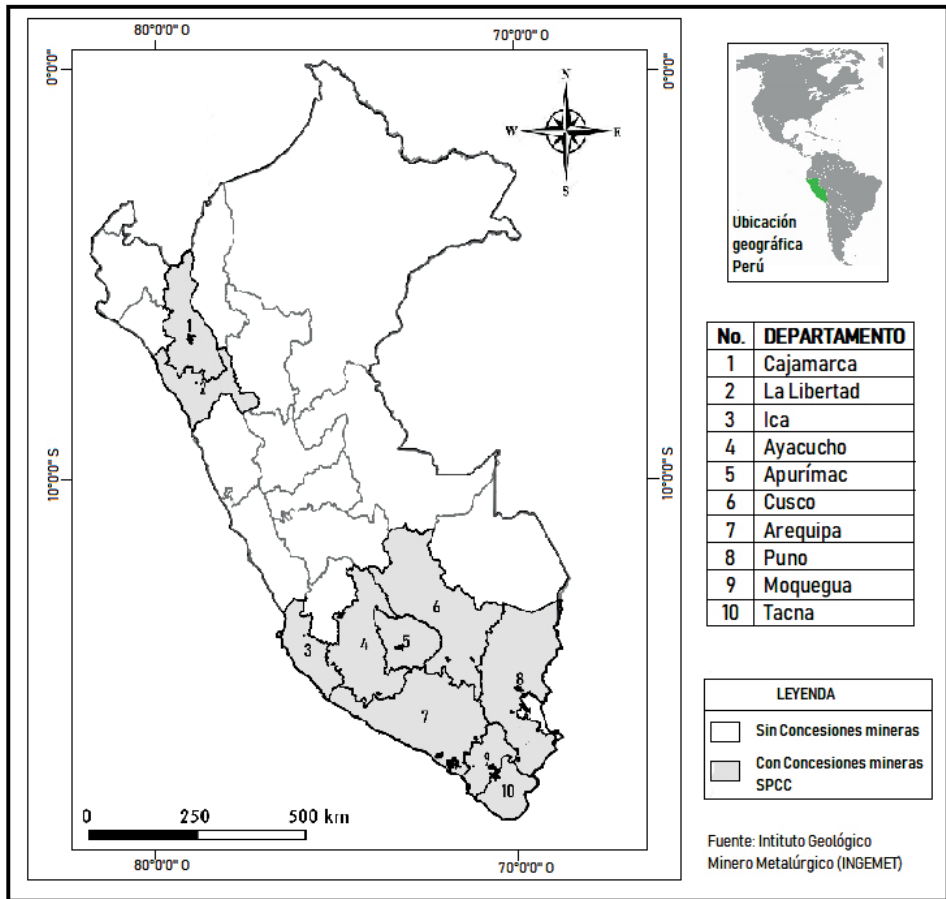 80°0'0" O
70°0'0" O
0°0'0"
0°0'0"
N
W
E
S
10°0'0" S
10°0'0" S
1
2
3
4
5
6
7
8
9
10
0
250
500 km
80°0'0" O
70°0'0" O
Ubicación
geográfica
Perú
No. DEPARTAMENTO
1 Cajamarca
2 La Libertad
3 Ica
4 Ayacucho
5 Apurímac
6 Cusco
7 Arequipa
8 Puno
9 Moquegua
10 Tacna
LEYENDA
Sin Concesiones mineras
Con Concesiones mineras
SPCC
Fuente: Intituto Geológico
Minero Metalúrgico (INGEMET)